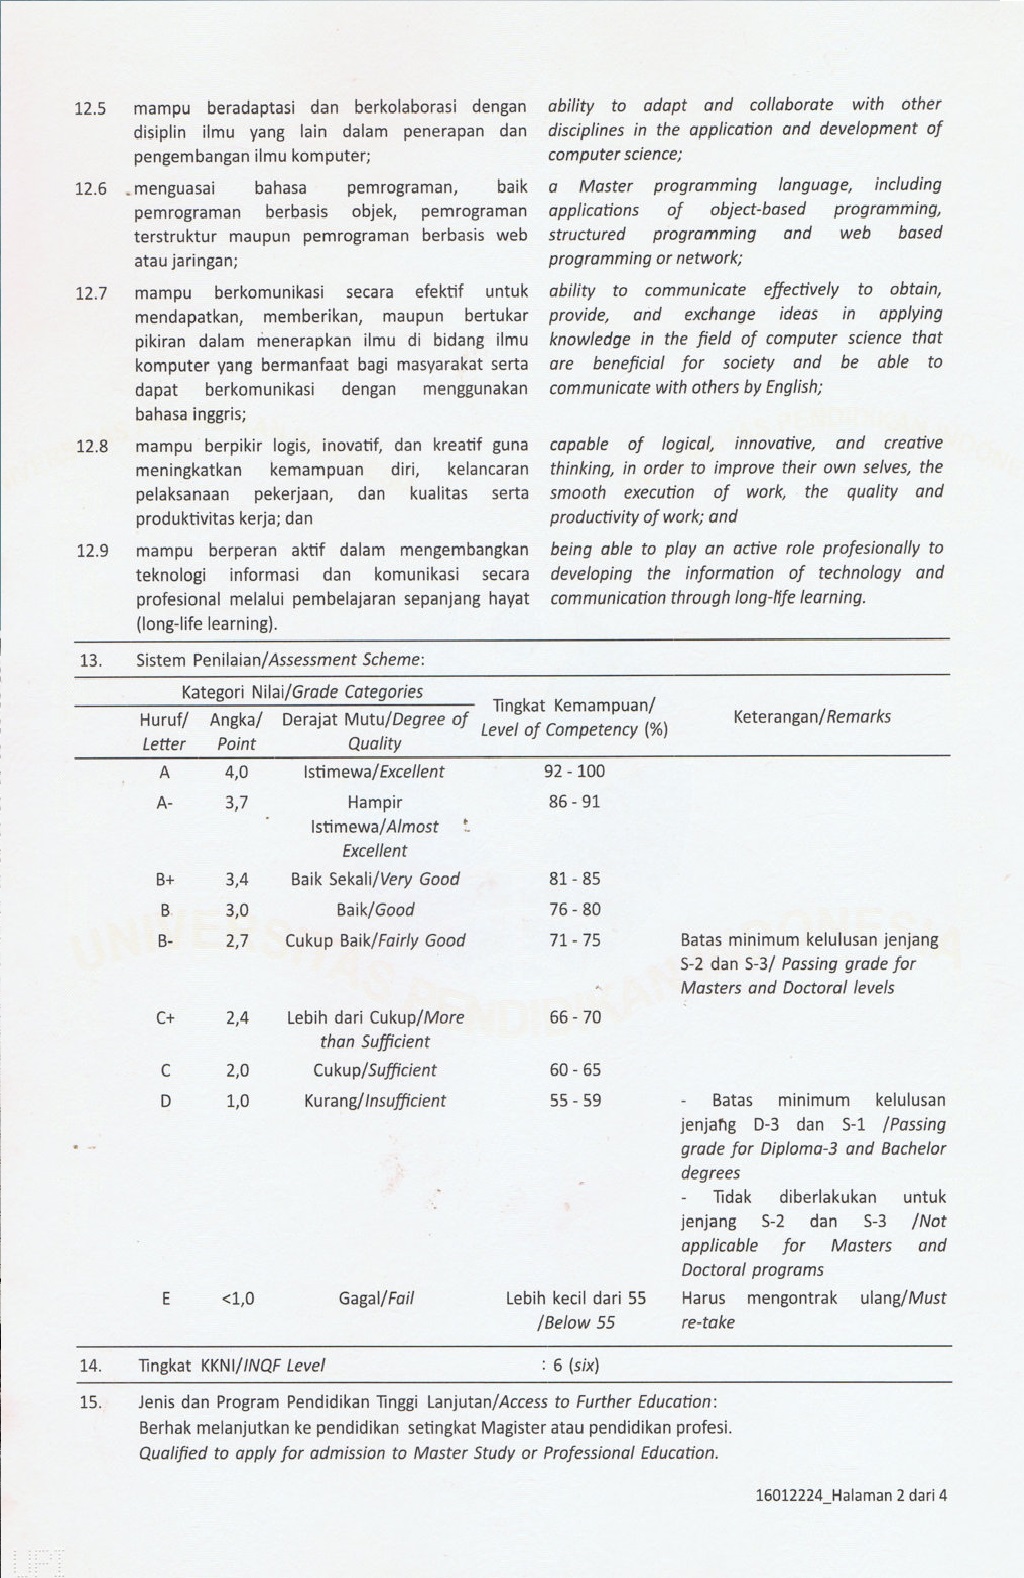 12.5 mampu beradaptasi dan berkolaborasi dengan
disiplin ilmu yang lain dalam penerapan dan
pengembangan ilmu komputer;
ability to adapt and collaborate with other
disciplines in the application and development of
computer science;
12.6 menguasai bahasa pemrograman, baik
pemrograman berbasis objek, pemrograman
terstruktur maupun pemrograman berbasis web
atau jaringan;
a Master programming language, including
applications of object-based programming,
structured programming and web based
programming or network;
12.7 mampu berkomunikasi secara efektif untuk
mendapatkan, memberikan, maupun bertukar
pikiran dalam menerapkan ilmu di bidang ilmu
komputer yang bermanfaat bagi masyarakat serta
dapat berkomunikasi dengan menggunakan
bahasa inggris;
ability to communicate effectively to obtain,
provide, and exchange ideas in applying
knowledge in the field of computer science that
are beneficial for society and be able to
communicate with others by English;
12.8 mampu berpikir logis, inovatif, dan kreatif guna
meningkatkan kemampuan diri, kelancaran
pelaksanaan pekerjaan, dan kualitas serta
produktivitas kerja; dan
capable of logical, innovative, and creative
thinking, in order to improve their own selves, the
smooth execution of work, the quality and
productivity of work; and
12.9 mampu berperan aktif dalam mengembangkan
teknologi informasi dan komunikasi secara
profesional melalui pembelajaran sepanjang hayat
(long-life learning).
being able to play an active role profesionally to
developing the information of technology and
communication through long-life learning.
13. Sistem Penilaian/Assessment Scheme:
Kategori Nilai/Grade Categories
Huruf/
Letter
Angka/
Point
Derajat Mutu/Degree of
Quality
Tingkat Kemampuan/
Level of Competency (%)
Keterangan/Remarks
A 4,0 Istimewa/Excellent 92 - 100
A- 3,7 Hampir 86 - 91
Istimewa/Almost
Excellent
B+ 3,4 Baik Sekali/Very Good 81 - 85
B 3,0 Baik/Good 76 - 80
B- 2,7 Cukup Baik/Fairly Good 71 - 75 Batas minimum kelulusan jenjang
S-2 dan S-3/ Passing grade for
Masters and Doctoral levels
C+ 2,4 Lebih dari Cukup/More 66 - 70
than Sufficient
C 2,0 Cukup/Sufficient 60 - 65
D 1,0 Kurang/Insufficient 55 - 59 - Batas minimum kelulusan
jenjang D-3 dan S-1 /Passing
grade for Diploma-3 and Bachelor
degrees
- Tidak diberlakukan untuk
jenjang S-2 dan S-3 /Not
applicable for Masters and
Doctoral programs
E <1,0 Gagal/Fail Lebih kecil dari 55 Harus mengontrak ulang/Must
/Below 55 re-take
14. Tingkat KKNI/INQF Level : 6 (six)
15. Jenis dan Program Pendidikan Tinggi Lanjutan/Access to Further Education:
Berhak melanjutkan ke pendidikan setingkat Magister atau pendidikan profesi.
Qualified to apply for admission to Master Study or Professional Education.
16012224_Halaman 2 dari 4
UPI
UNIVERSITAS PENDIDIKAN INDONESIA